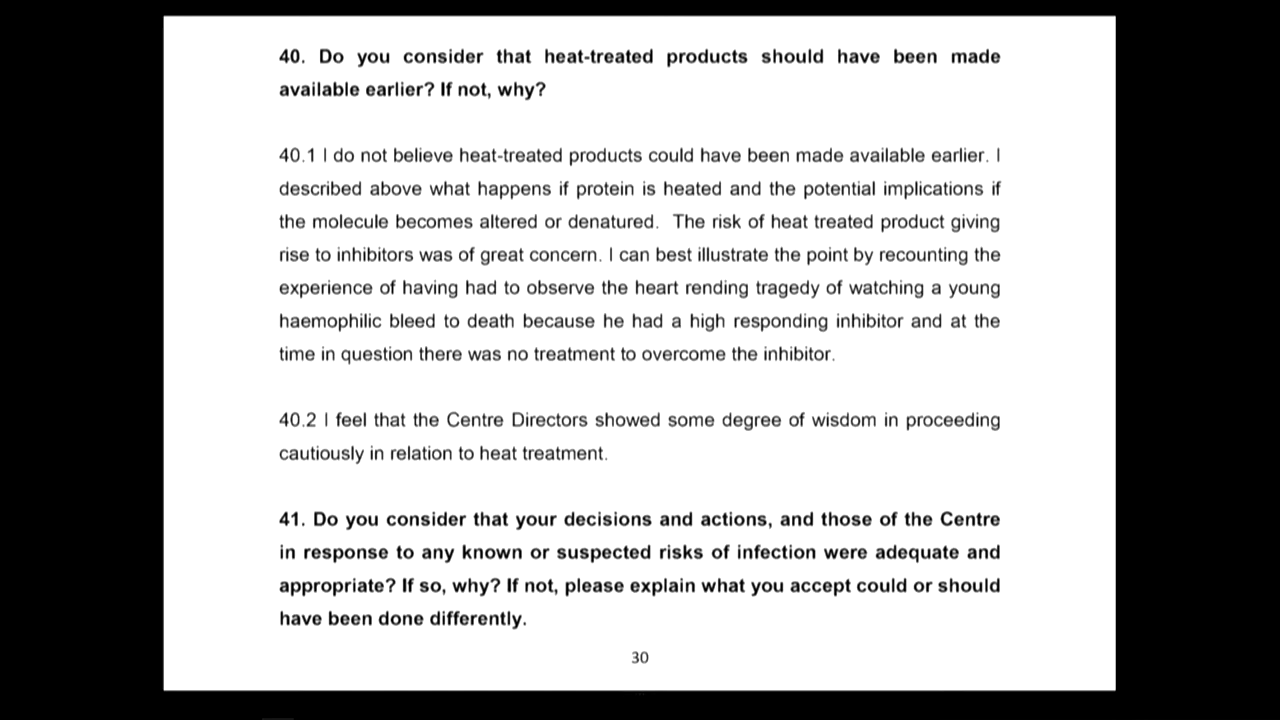 40. Do you consider that heat-treated products should have been made
available earlier? If not, why?
40.1 I do not believe heat-treated products could have been made available earlier. I
described above what happens if protein is heated and the potential implications if
the molecule becomes altered or denatured.  The risk of heat treated product giving
rise to inhibitors was of great concern. I can best illustrate the point by recounting the
experience of having had to observe the heart rending tragedy of watching a young
haemophilic bleed to death because he had a high responding inhibitor and at the
time in question there was no treatment to overcome the inhibitor.
40.2 I feel that the Centre Directors showed some degree of wisdom in proceeding
cautiously in relation to heat treatment.
41. Do you consider that your decisions and actions, and those of the Centre
in response to any known or suspected risks of infection were adequate and
appropriate? If so, why? If not, please explain what you accept could or should
have been done differently.
30